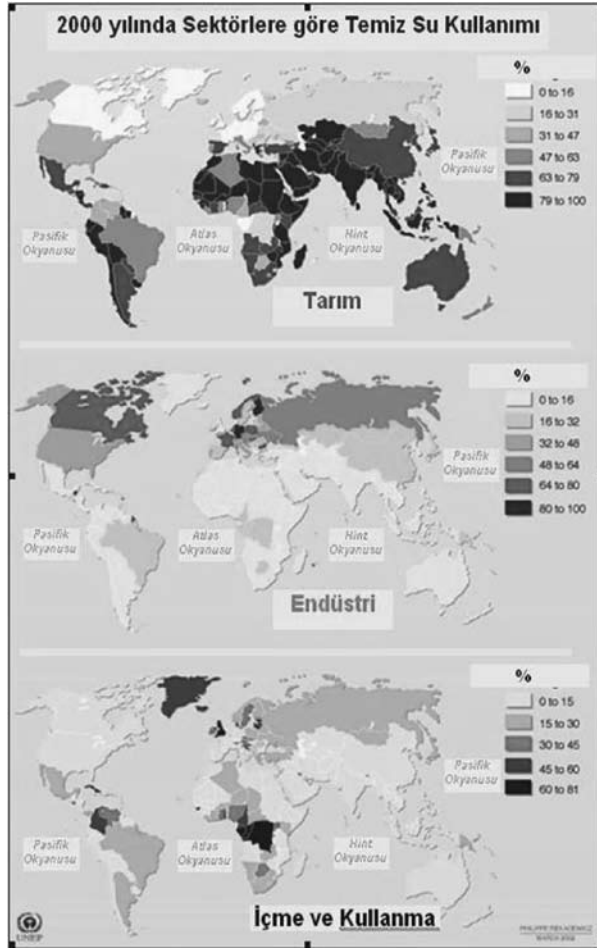 2000 yılında Sektörlere göre Temiz Su Kullanımı
%
0 to 16
16 to 31
31 to 47
47 to 63
63 to 79
79 to 100
Pasifik
Okyanusu
Pasifik
Okyanusu
Atlas
Okyanusu
Hint
Okyanusu
Tarım
%
0 to 16
16 to 32
32 to 48
48 to 64
64 to 80
80 to 100
Pasifik
Okyanusu
Pasifik
Okyanusu
Atlas
Okyanusu
Hint
Okyanusu
Endüstri
%
0 to 15
15 to 30
30 to 45
45 to 60
60 to 81
Pasifik
Okyanusu
Pasifik
Okyanusu
Atlas
Okyanusu
Hint
Okyanusu
İçme ve Kullanma
UNEP
PHILIPPE REKACEWICZ